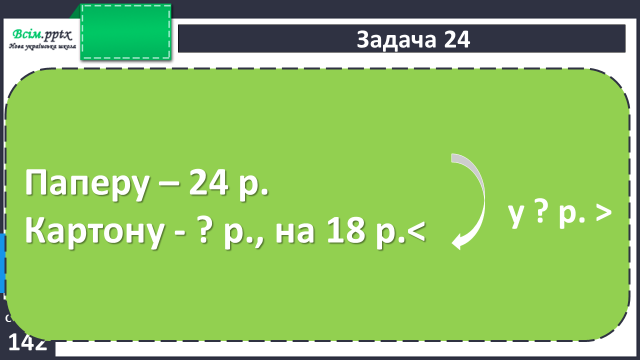 Всім.pptx
Нова українська школа
Задача 24
Паперу – 24 р.
Картону - ? р., на 18 р.<
у ? р. >
142